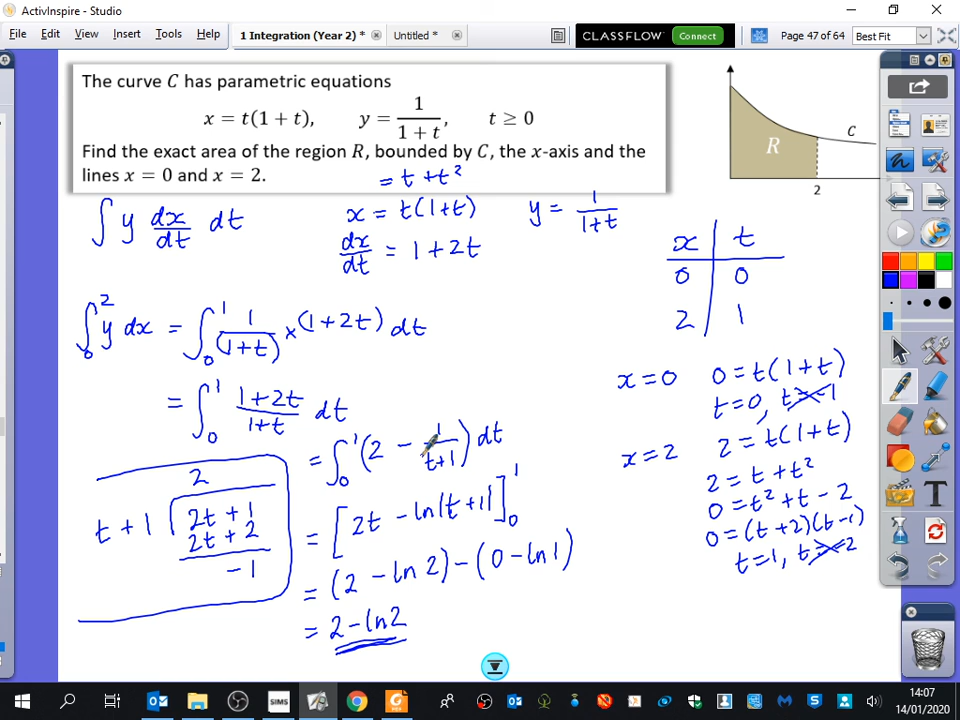 ActivInspire - Studio
File Edit View Insert Tools Help
1 Integration (Year 2) * Untitled *
CLASSFLOW Connect
Page 47 of 64 Best Fit
The curve C has parametric equations
x = t(1 + t), y = 1/(1 + t), t ≥ 0
Find the exact area of the region R, bounded by C, the x-axis and the
lines x = 0 and x = 2.
R C
2
= t + t²
∫ y dx/dt dt
x = t(1+t) y = 1/(1+t)
dx/dt = 1 + 2t
x | t
0 | 0
2 | 1
∫₀² y dx = ∫₀¹ 1/(1+t) × (1+2t) dt
= ∫₀¹ (1+2t)/(1+t) dt
= ∫₀¹ (2 − 1/(t+1)) dt
= [2t − ln|t+1|]₀¹
= (2 − ln 2) − (0 − ln 1)
= 2 − ln 2
2
t + 1 2t + 1
2t + 2
−1
x = 0 0 = t(1+t)
t = 0, t = −1
x = 2 2 = t(1+t)
2 = t + t²
0 = t² + t − 2
0 = (t+2)(t−1)
t = 1, t = −2
SIMS
14:07
14/01/2020